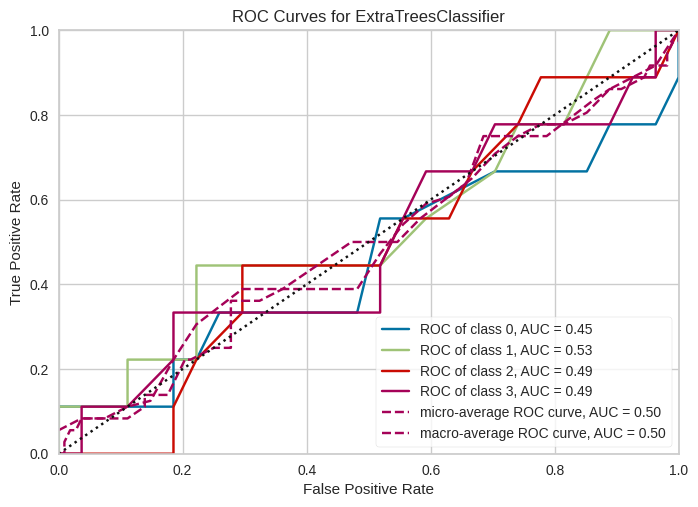 ROC Curves for ExtraTreesClassifier
True Positive Rate
1.0
0.8
0.6
0.4
0.2
0.0
ROC of class 0, AUC = 0.45
ROC of class 1, AUC = 0.53
ROC of class 2, AUC = 0.49
ROC of class 3, AUC = 0.49
micro-average ROC curve, AUC = 0.50
macro-average ROC curve, AUC = 0.50
0.0 0.2 0.4 0.6 0.8 1.0
False Positive Rate